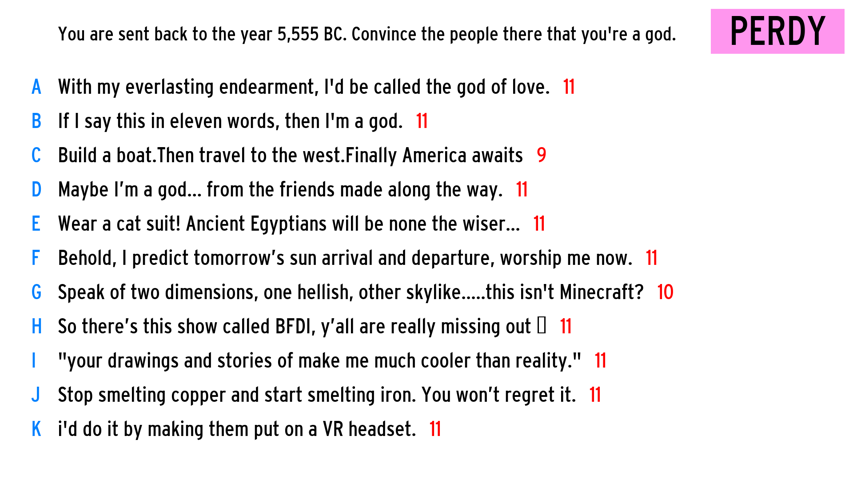 You are sent back to the year 5,555 BC. Convince the people there that you're a god.
PERDY
A With my everlasting endearment, I'd be called the god of love. 11
B If I say this in eleven words, then I'm a god. 11
C Build a boat.Then travel to the west.Finally America awaits 9
D Maybe I’m a god... from the friends made along the way. 11
E Wear a cat suit! Ancient Egyptians will be none the wiser... 11
F Behold, I predict tomorrow’s sun arrival and departure, worship me now. 11
G Speak of two dimensions, one hellish, other skylike.....this isn't Minecraft? 10
H So there’s this show called BFDI, y’all are really missing out 11
I "your drawings and stories of make me much cooler than reality." 11
J Stop smelting copper and start smelting iron. You won’t regret it. 11
K i'd do it by making them put on a VR headset. 11